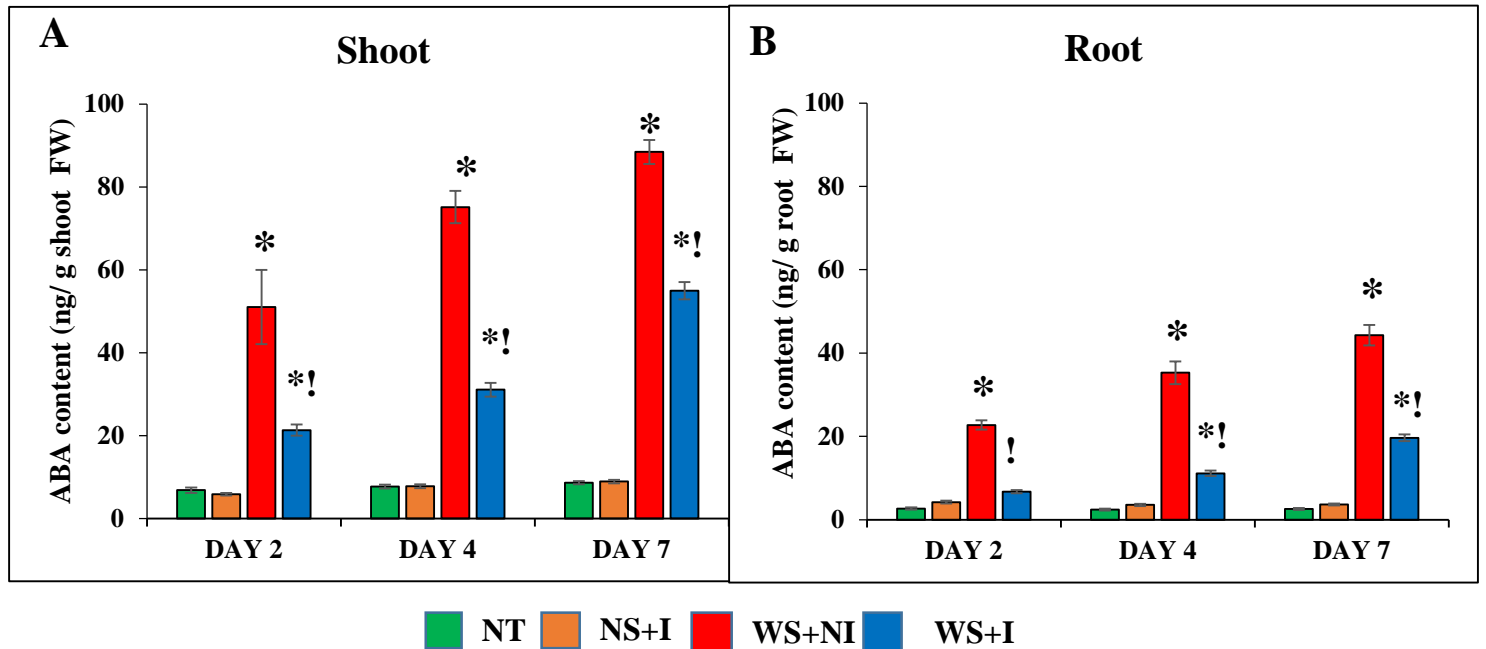 A
Shoot
ABA content (ng/ g shoot FW)
100
80
60
40
20
0
*
*!
*
*!
*
*!
DAY 2
DAY 4
DAY 7
B
Root
ABA content (ng/ g root FW)
100
80
60
40
20
0
*
!
*
*!
*
*!
DAY 2
DAY 4
DAY 7
NT
NS+I
WS+NI
WS+I